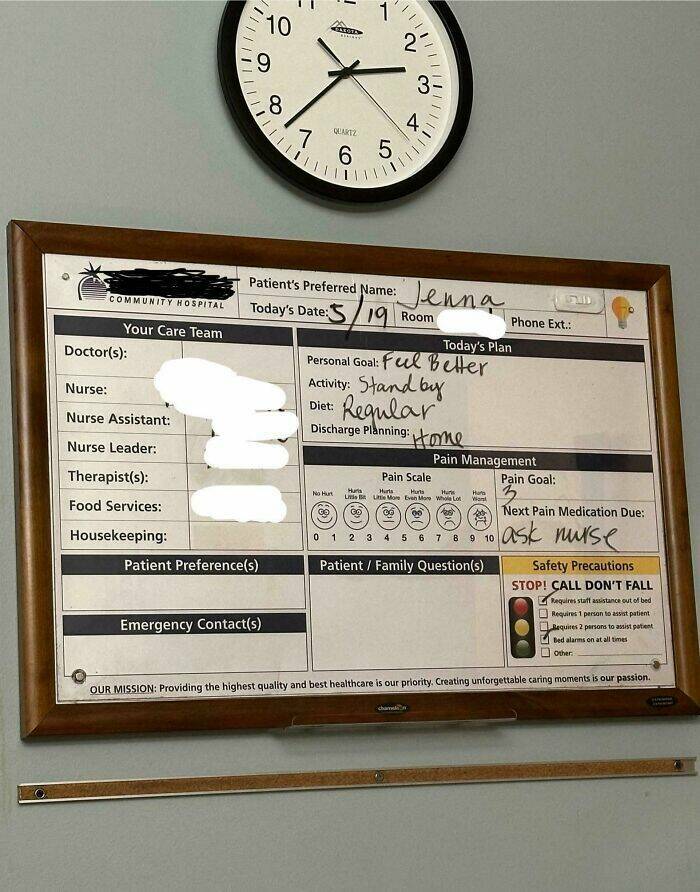 11 1
10 2
DAKOTA
9 3
8 4
QUARTZ
7 5
6
COMMUNITY HOSPITAL
Patient's Preferred Name: Jenna
Today's Date: 5/19 Room Phone Ext.:
Your Care Team
Doctor(s):
Nurse:
Nurse Assistant:
Nurse Leader:
Therapist(s):
Food Services:
Housekeeping:
Today's Plan
Personal Goal: Feel Better
Activity: Stand by
Diet: Regular
Discharge Planning: Home
Pain Management
Pain Scale
No Hurt Hurts Little Bit Hurts Little More Hurts Even More Hurts Whole Lot Hurts Worst
0 1 2 3 4 5 6 7 8 9 10
Pain Goal:
3
Next Pain Medication Due:
ask nurse
Patient Preference(s)
Emergency Contact(s)
Patient / Family Question(s)
Safety Precautions
STOP! CALL DON'T FALL
Requires staff assistance out of bed
Requires 1 person to assist patient
Requires 2 persons to assist patient
Bed alarms on at all times
Other:
OUR MISSION: Providing the highest quality and best healthcare is our priority. Creating unforgettable caring moments is our passion.
chameleon